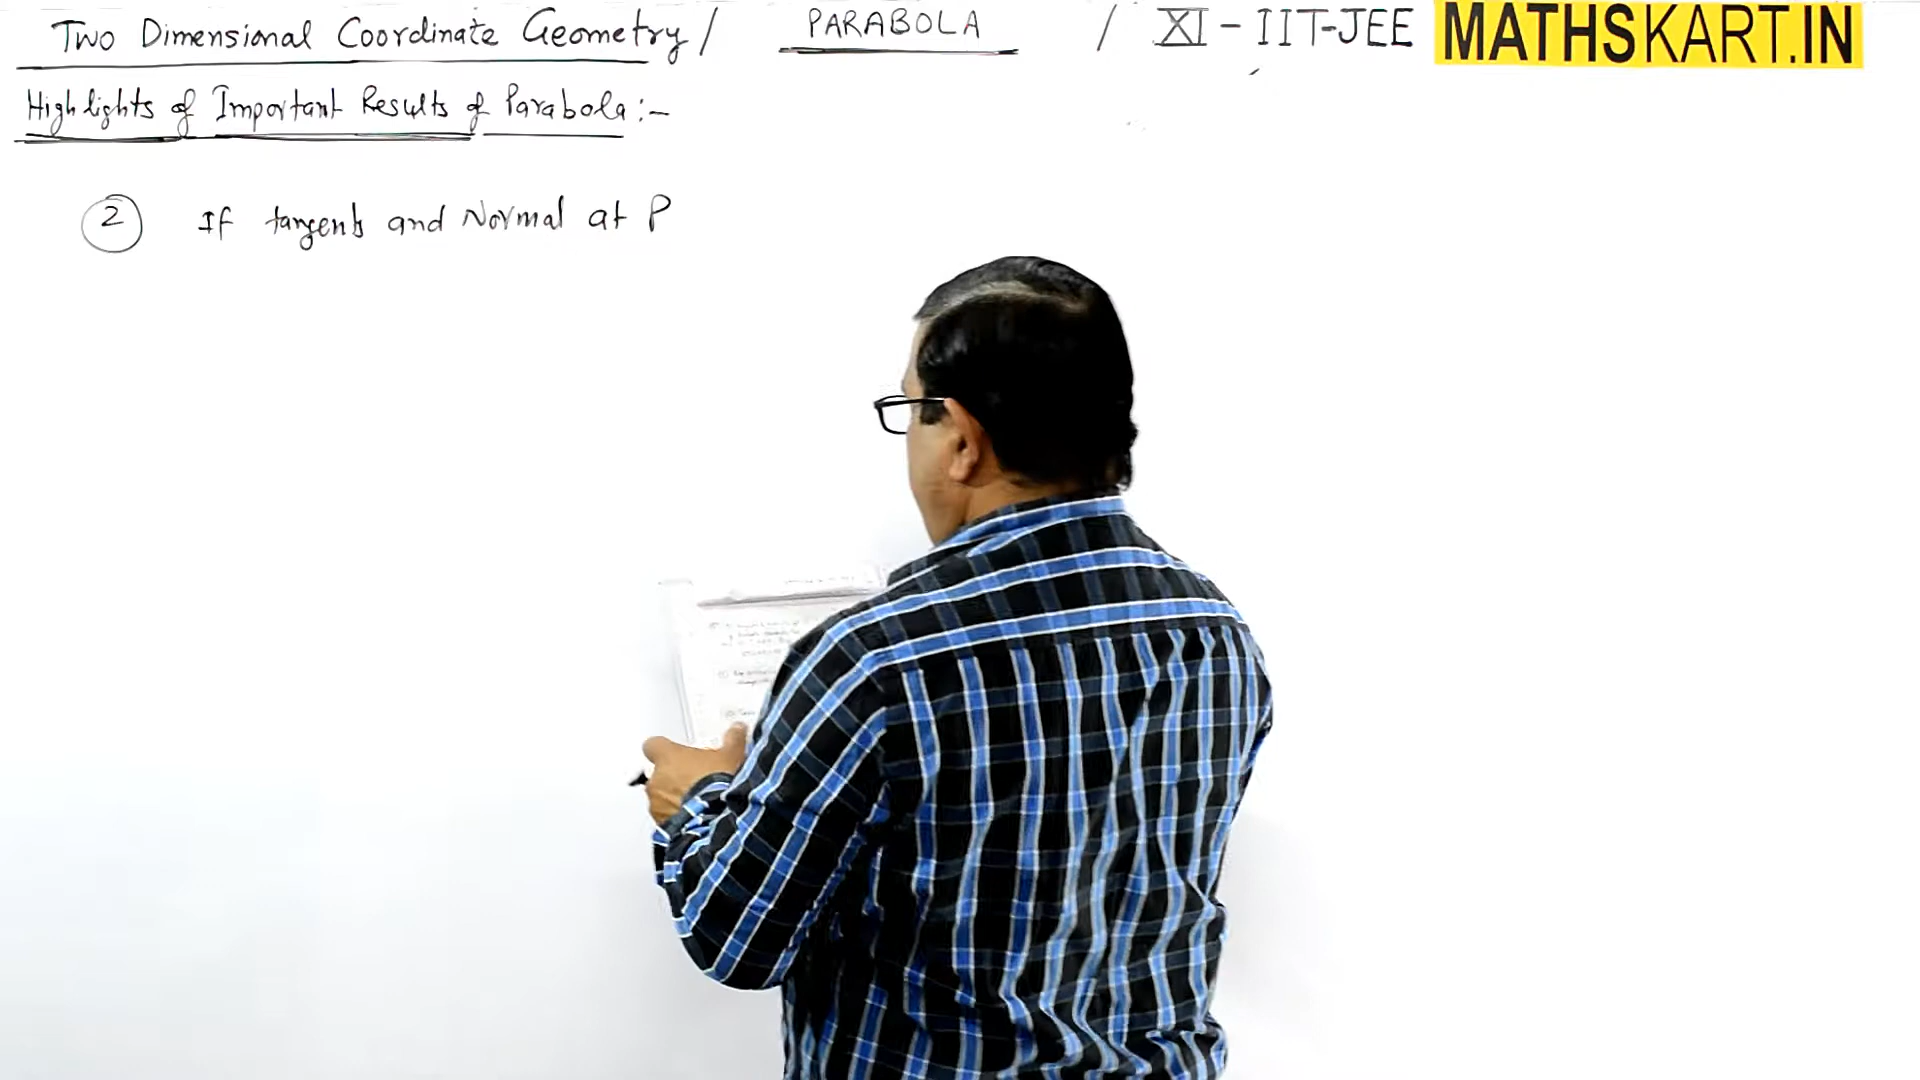 Two Dimensional Coordinate Geometry / PARABOLA / XI - IIT-JEE MATHSKART.IN
Highlights of Important Results of Parabola :-
2 If tangent and Normal at P